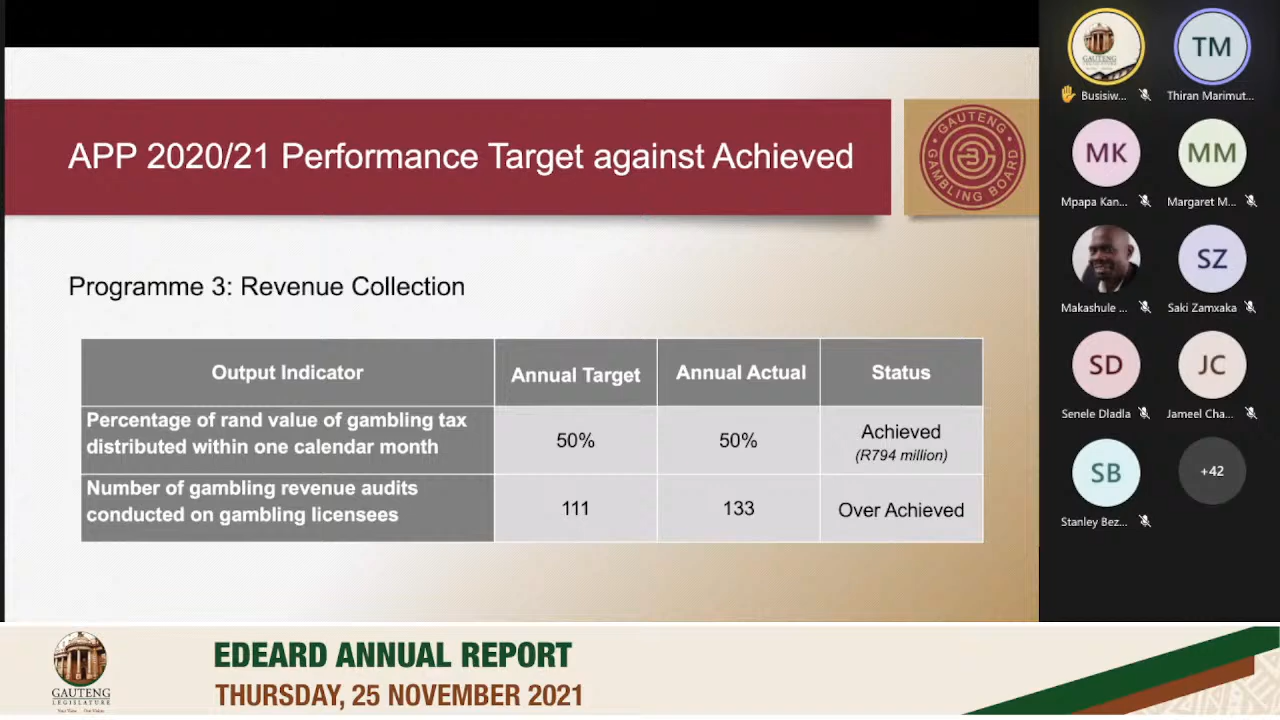 APP 2020/21 Performance Target against Achieved
GAUTENG
GAMBLING BOARD
Programme 3: Revenue Collection
Output Indicator
Annual Target
Annual Actual
Status
Percentage of rand value of gambling tax
distributed within one calendar month
50%
50%
Achieved
(R794 million)
Number of gambling revenue audits
conducted on gambling licensees
111
133
Over Achieved
GAUTENG
Busisiw...
TM
Thiran Marimut...
MK
Mpapa Kan...
MM
Margaret M...
Makashule ...
SZ
Saki Zamxaka
SD
Senele Dladla
JC
Jameel Cha...
SB
Stanley Bez...
+42
GAUTENG
LEGISLATURE
EDEARD ANNUAL REPORT
THURSDAY, 25 NOVEMBER 2021